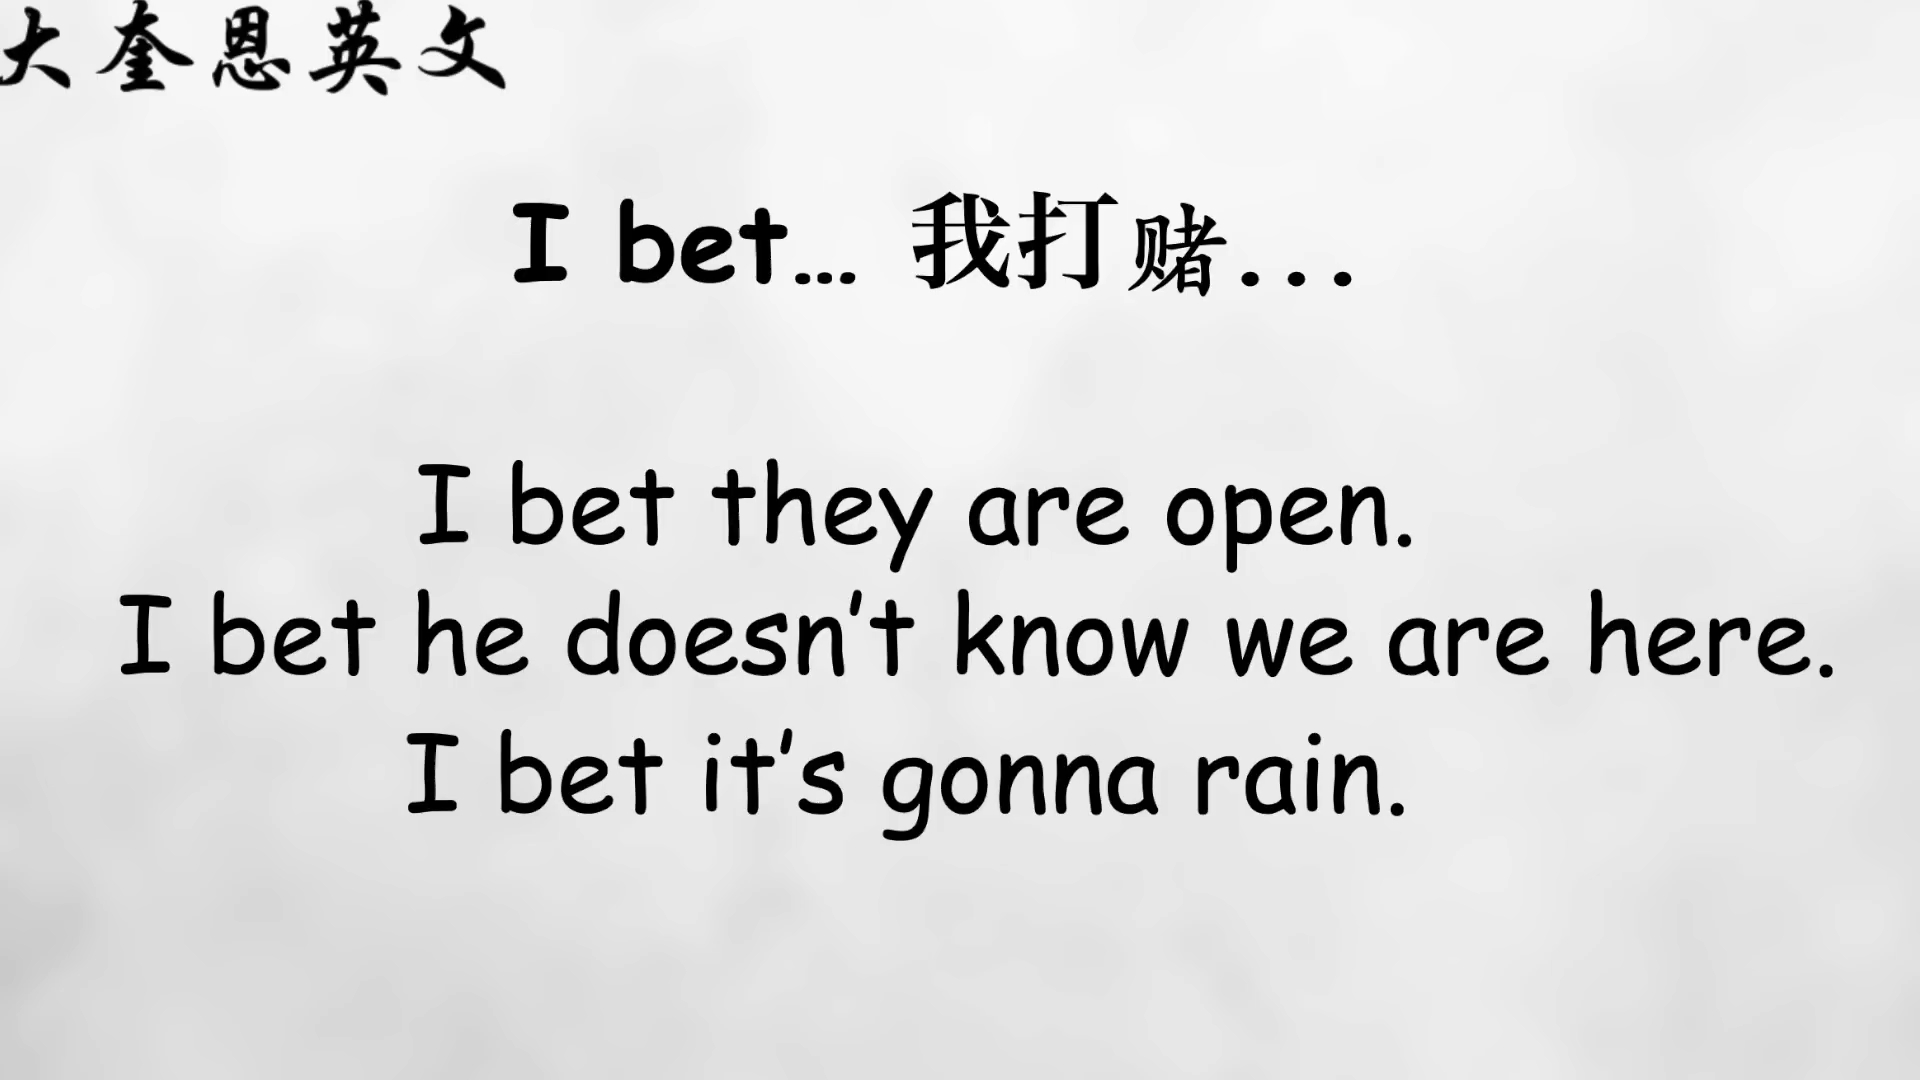 大奎恩英文
I bet… 我打赌...
I bet they are open.
I bet he doesn’t know we are here.
I bet it’s gonna rain.